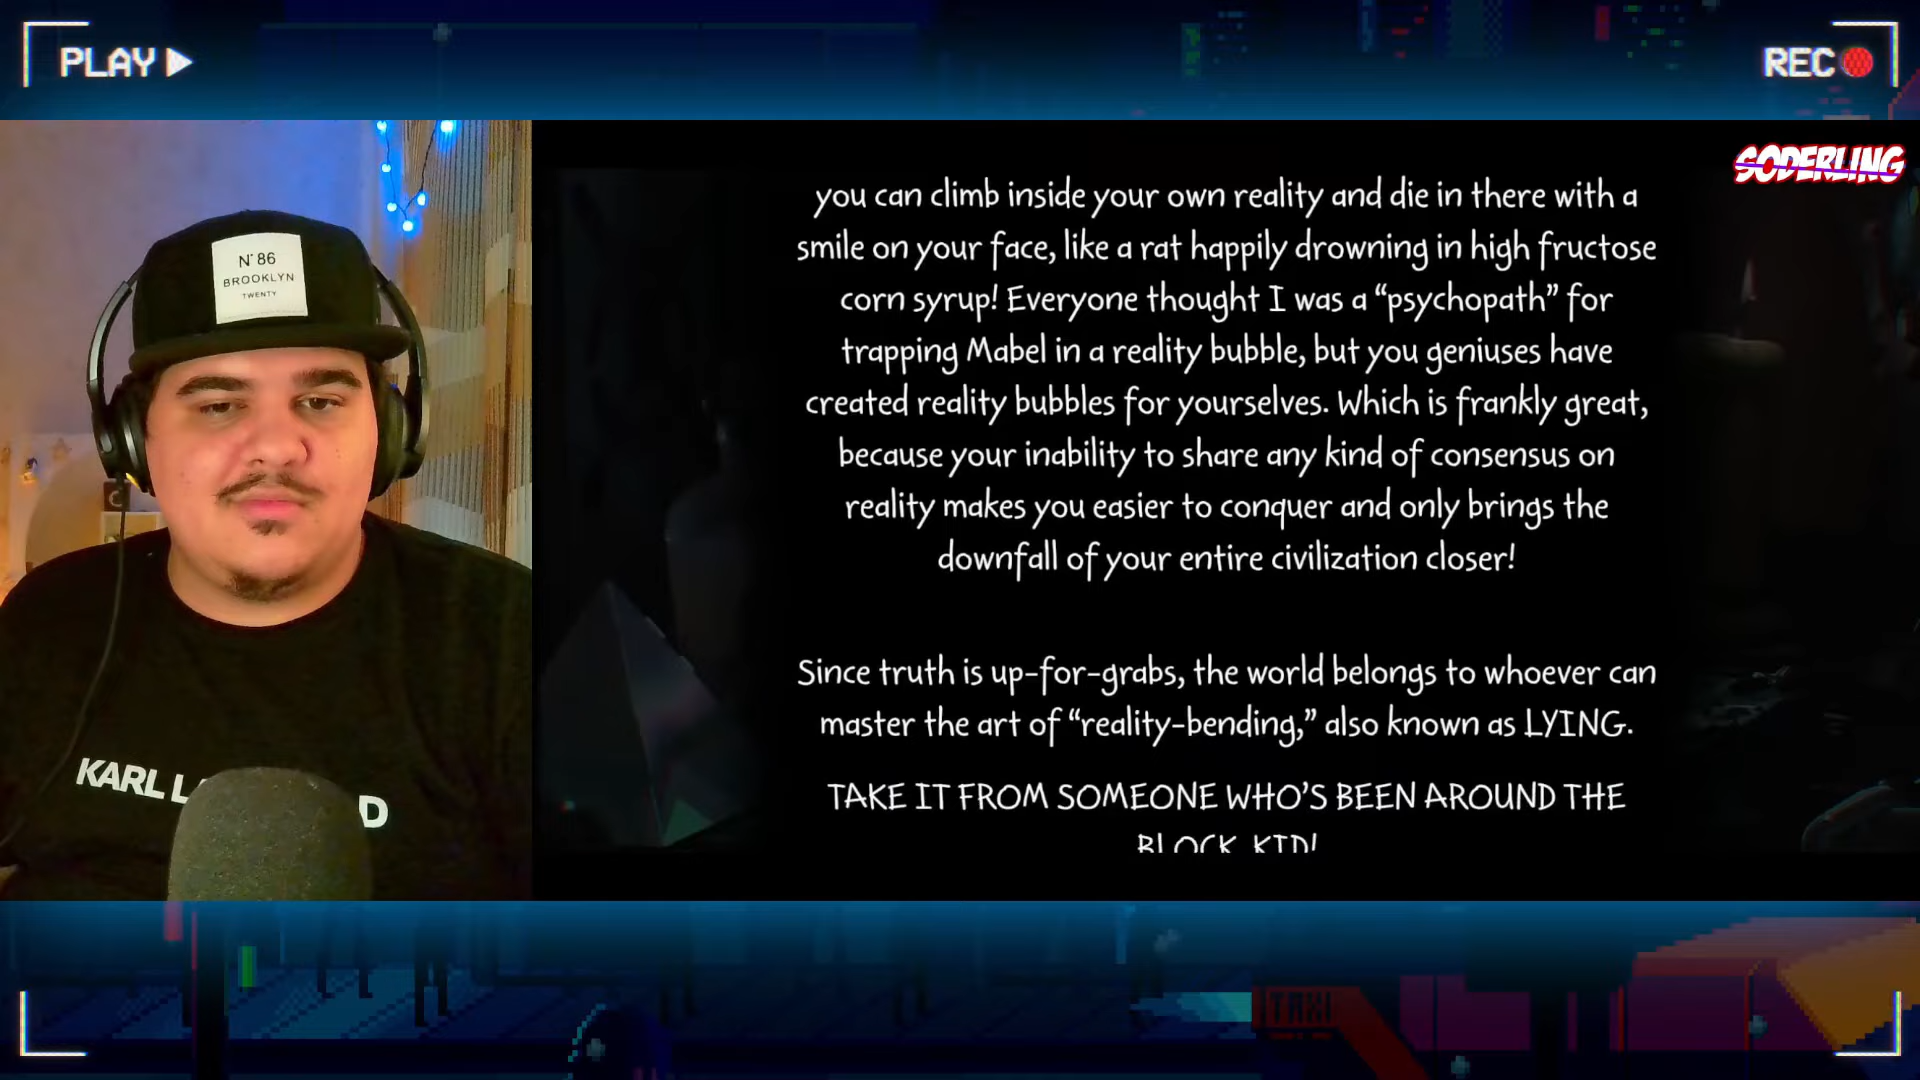 PLAY
REC
SODERLING
you can climb inside your own reality and die in there with a
smile on your face, like a rat happily drowning in high fructose
corn syrup! Everyone thought I was a “psychopath” for
trapping Mabel in a reality bubble, but you geniuses have
created reality bubbles for yourselves. Which is frankly great,
because your inability to share any kind of consensus on
reality makes you easier to conquer and only brings the
downfall of your entire civilization closer!
Since truth is up-for-grabs, the world belongs to whoever can
master the art of “reality-bending,” also known as LYING.
TAKE IT FROM SOMEONE WHO’S BEEN AROUND THE
BLOCK, KID!
N°86
BROOKLYN
TWENTY
KARL
TAXI